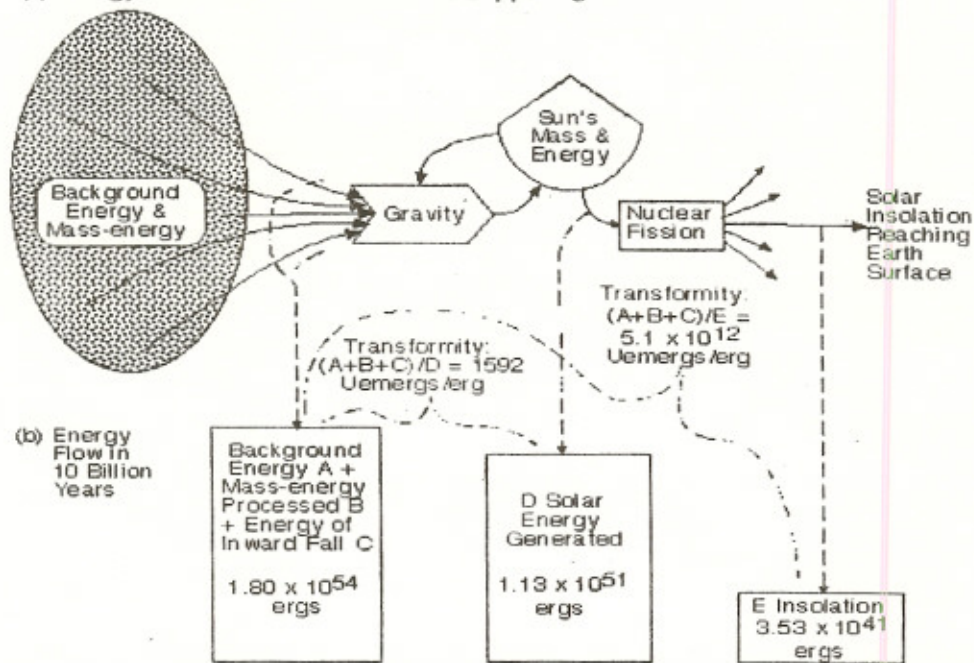 Background
Energy &
Mass-energy
Gravity
Sun's
Mass &
Energy
Nuclear
Fission
Solar
Insolation
Reaching
Earth
Surface
Transformity:
(A+B+C)/D = 1592
Uemergs/erg
Transformity:
(A+B+C)/E =
5.1 x 10¹²
Uemergs/erg
(b) Energy
Flow in
10 Billion
Years
Background
Energy A +
Mass-energy
Processed B
+ Energy of
Inward Fall C
1.80 x 10⁵⁴
ergs
D Solar
Energy
Generated
1.13 x 10⁵¹
ergs
E Insolation
3.53 x 10⁴¹
ergs